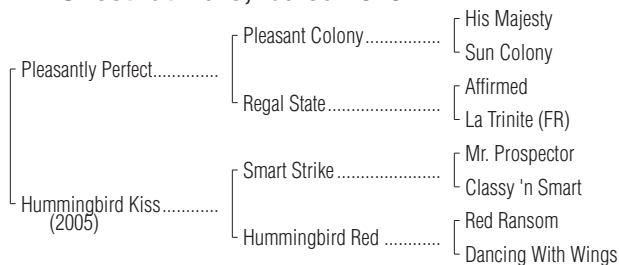 His Majesty
Pleasant Colony..................
Sun Colony
Pleasantly Perfect.............
Affirmed
Regal State.......................
La Trinite (FR)
Mr. Prospector
Smart Strike.....................
Classy 'n Smart
Hummingbird Kiss...........
(2005)
Red Ransom
Hummingbird Red ............
Dancing With Wings